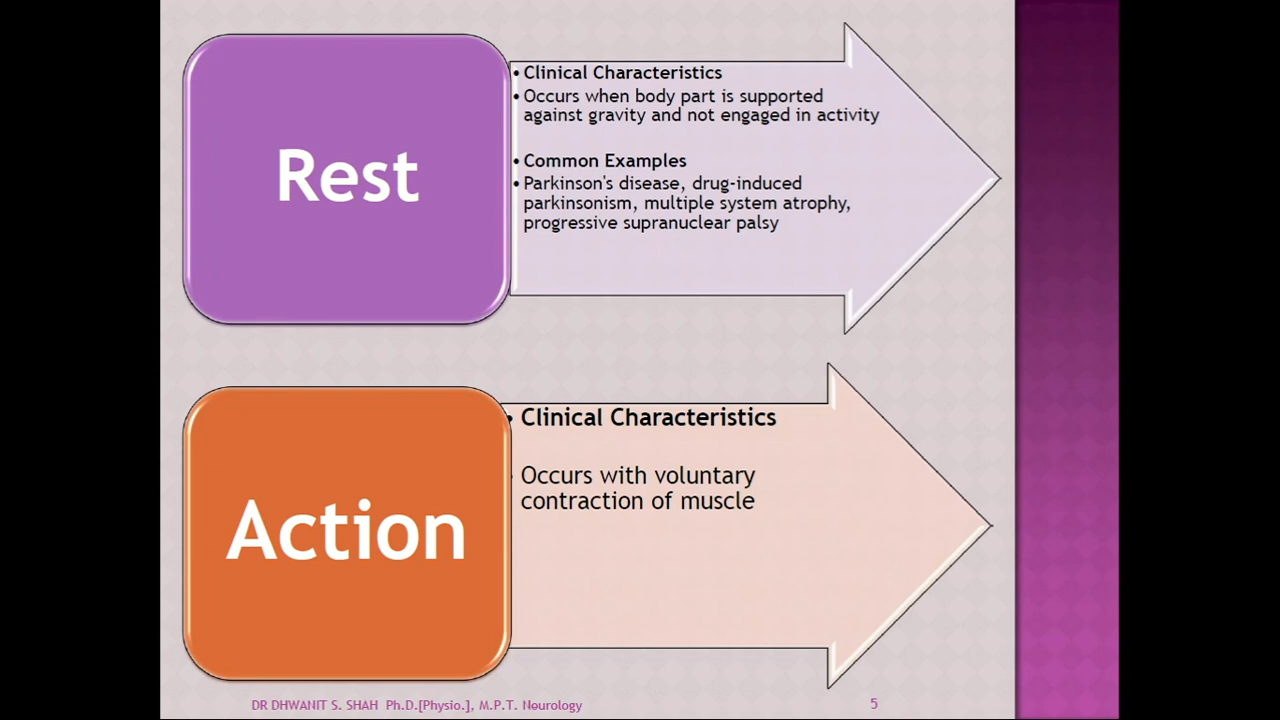 Rest
• Clinical Characteristics
• Occurs when body part is supported
against gravity and not engaged in activity
• Common Examples
• Parkinson's disease, drug-induced
parkinsonism, multiple system atrophy,
progressive supranuclear palsy
Action
• Clinical Characteristics
• Occurs with voluntary
contraction of muscle
DR DHWANIT S. SHAH Ph.D.[Physio.], M.P.T. Neurology
5